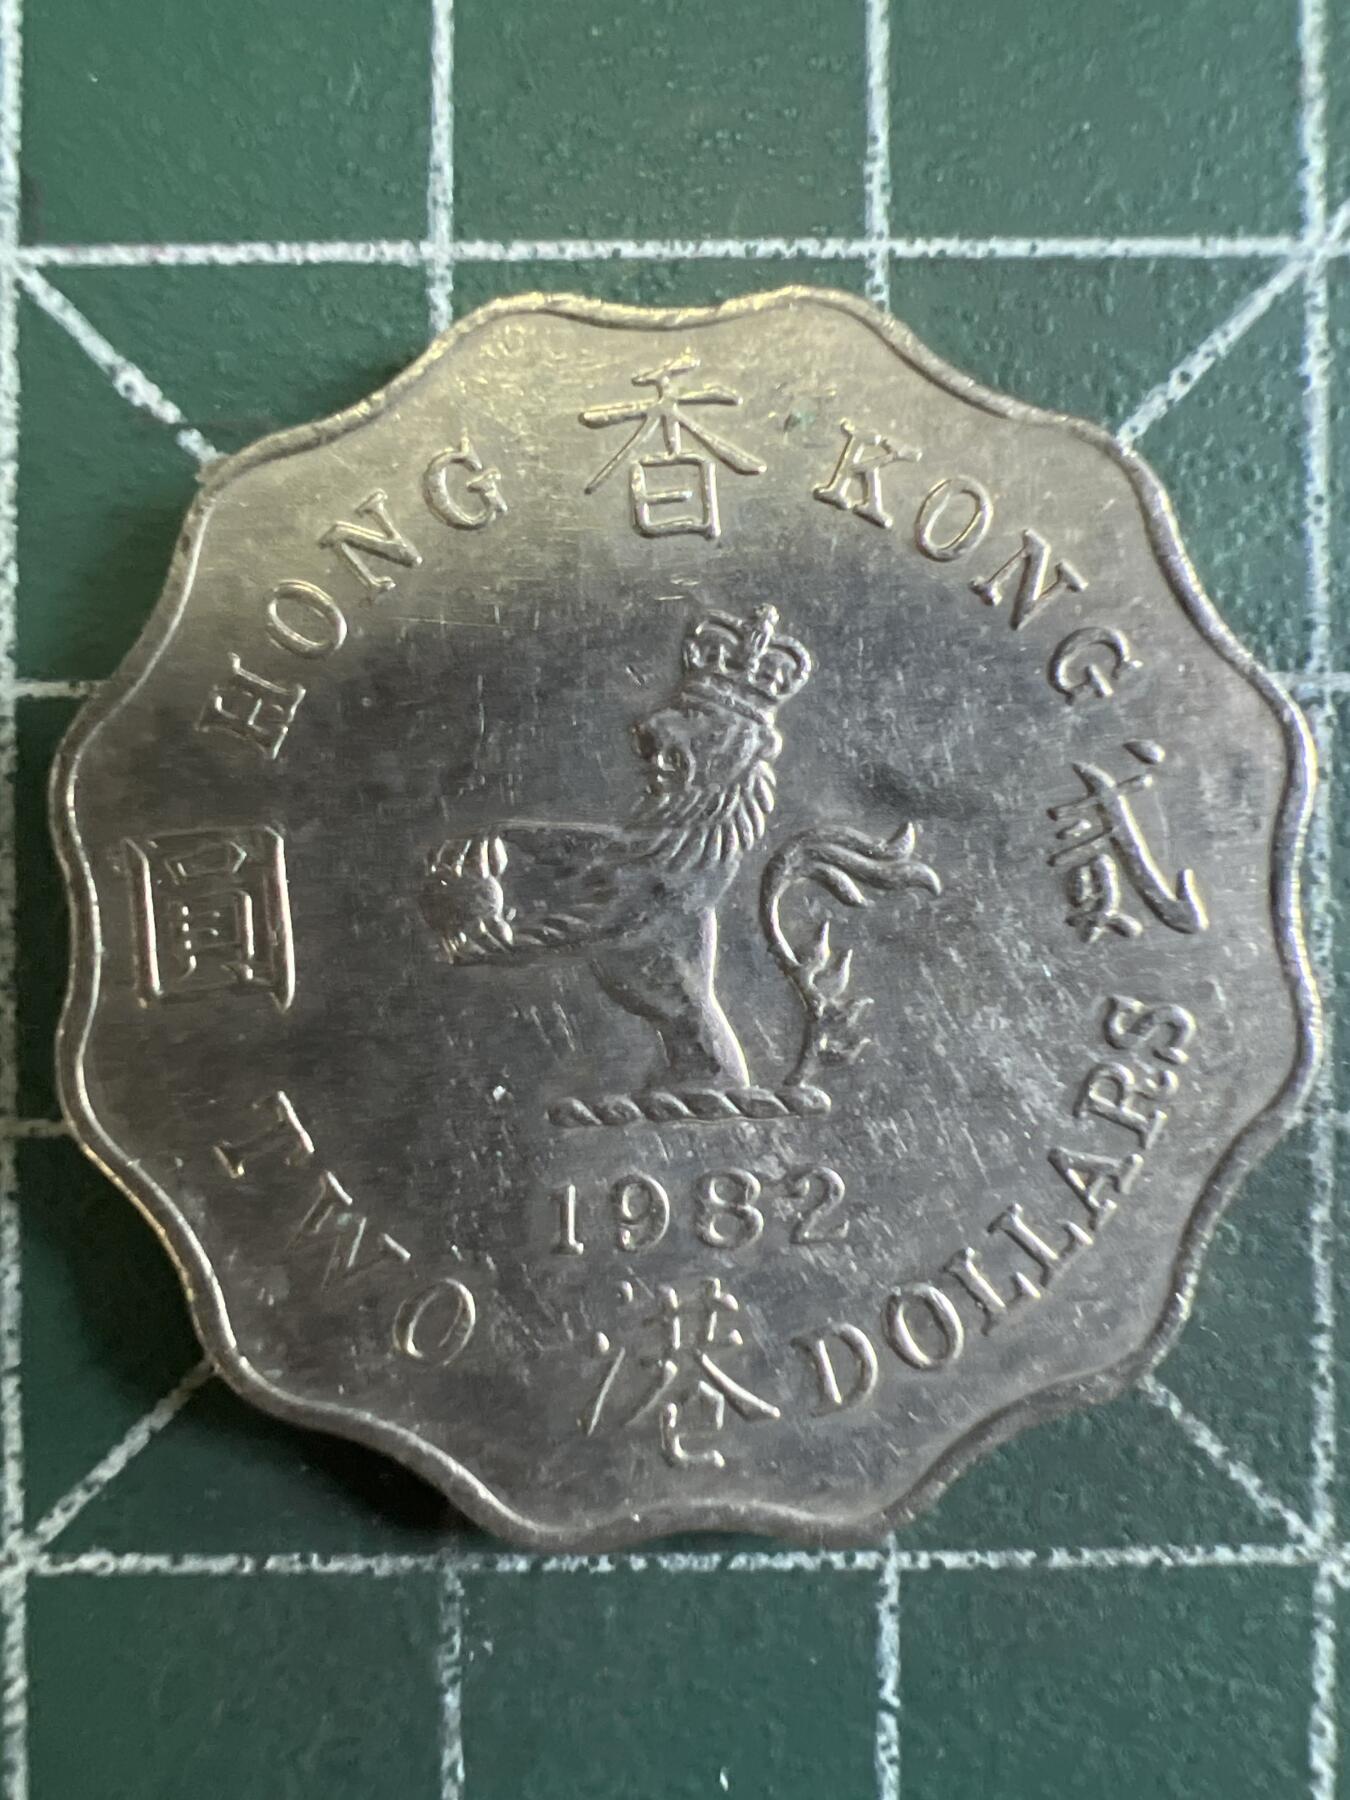 HONG KONG
香港
貳圓
1982
TWO DOLLARS